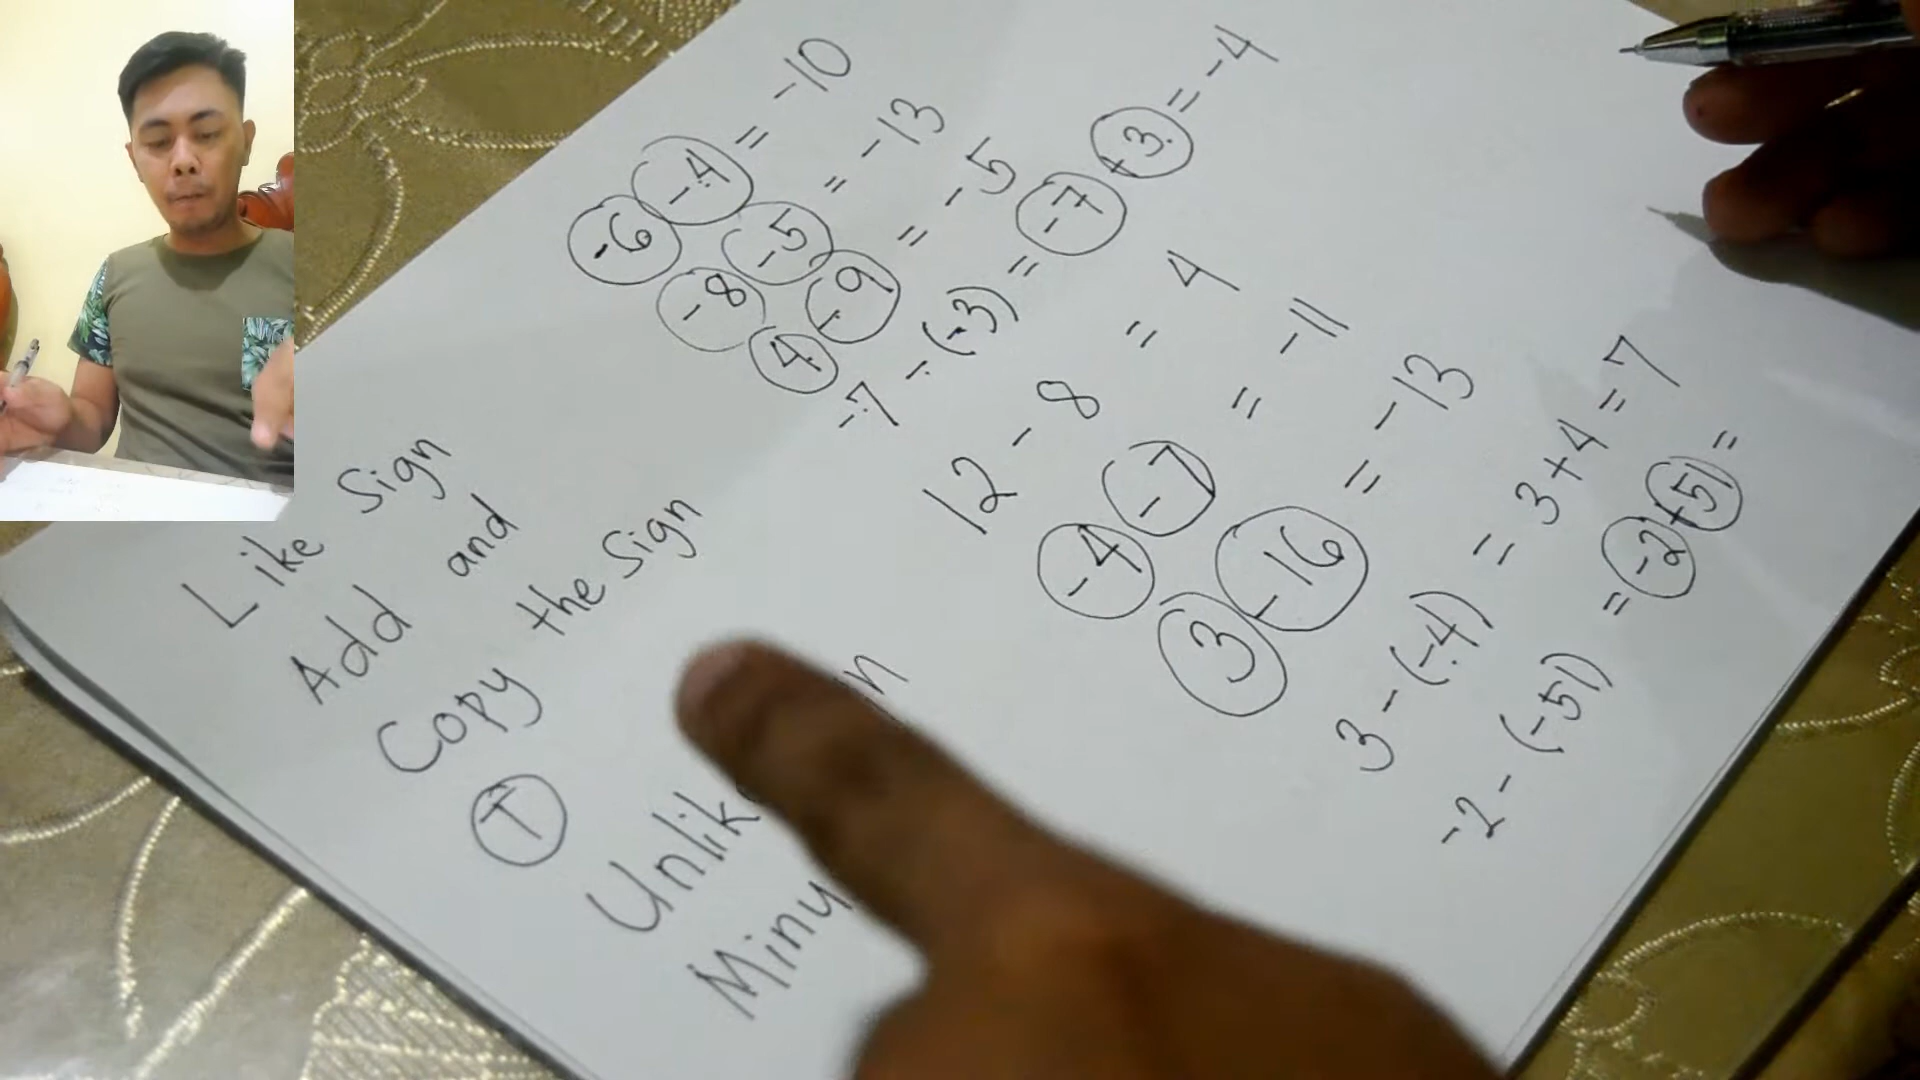 -6 -4 = -10
-8 -5 = -13
4 -9 = -5
-7 -(-3) = -7 +3 = -4
12 - 8 = 4
-4 -7 = -11
3 -16 = -13
3 - (-4) = 3+4 = 7
-2 - (-51) = -2 +51 =
Like Sign
Add and
Copy the Sign